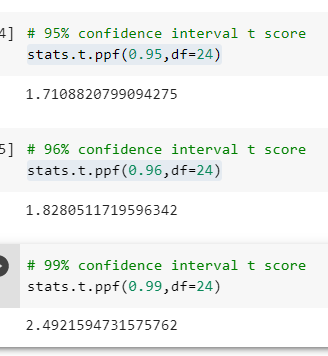 4] # 95% confidence interval t score
stats.t.ppf(0.95,df=24)
1.7108820799094275
5] # 96% confidence interval t score
stats.t.ppf(0.96,df=24)
1.8280511719596342
# 99% confidence interval t score
stats.t.ppf(0.99,df=24)
2.4921594731575762